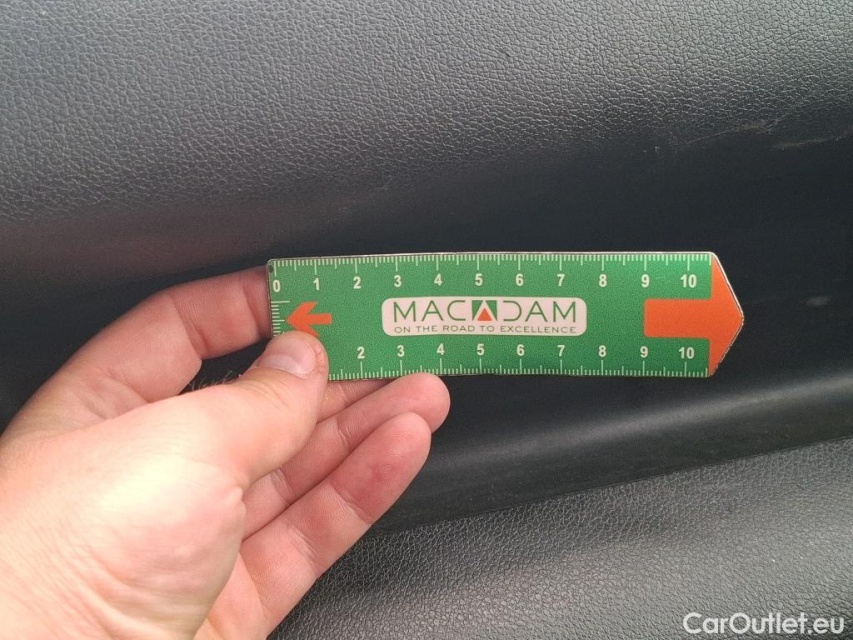 0 1 2 3 4 5 6 7 8 9 10
MACADAM
ON THE ROAD TO EXCELLENCE
2 3 4 5 6 7 8 9 10
CarOutlet.eu